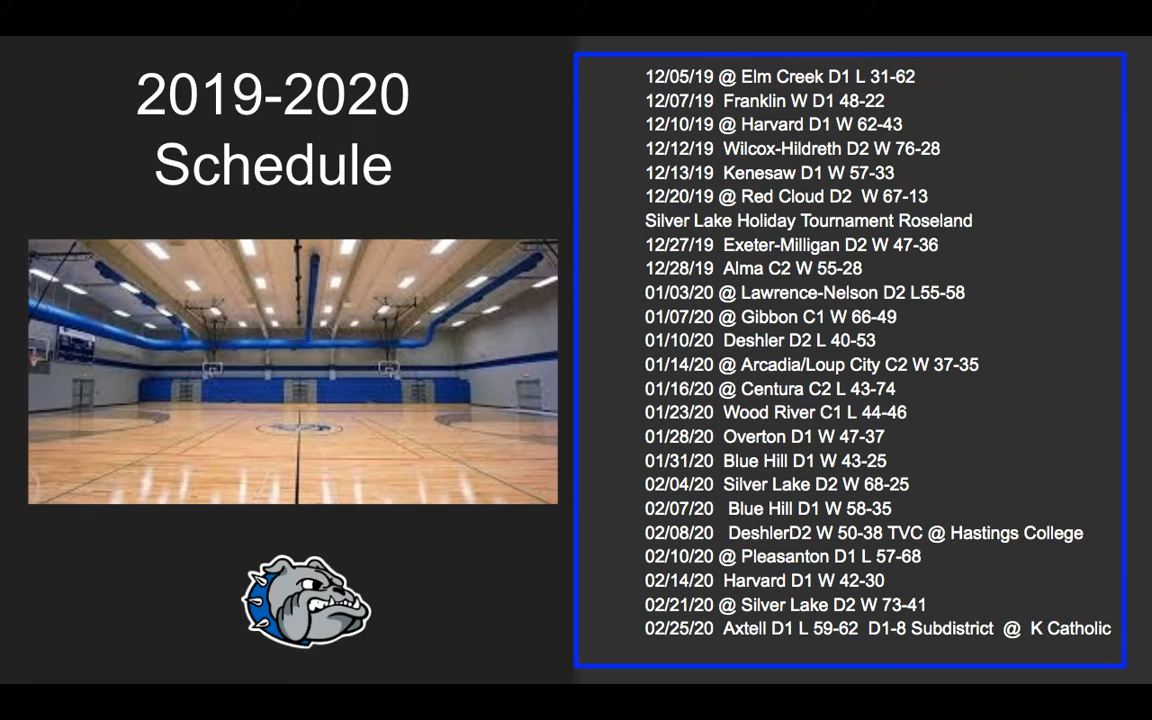 2019-2020
Schedule
12/05/19 @ Elm Creek D1 L 31-62
12/07/19 Franklin W D1 48-22
12/10/19 @ Harvard D1 W 62-43
12/12/19 Wilcox-Hildreth D2 W 76-28
12/13/19 Kenesaw D1 W 57-33
12/20/19 @ Red Cloud D2 W 67-13
Silver Lake Holiday Tournament Roseland
12/27/19 Exeter-Milligan D2 W 47-36
12/28/19 Alma C2 W 55-28
01/03/20 @ Lawrence-Nelson D2 L55-58
01/07/20 @ Gibbon C1 W 66-49
01/10/20 Deshler D2 L 40-53
01/14/20 @ Arcadia/Loup City C2 W 37-35
01/16/20 @ Centura C2 L 43-74
01/23/20 Wood River C1 L 44-46
01/28/20 Overton D1 W 47-37
01/31/20 Blue Hill D1 W 43-25
02/04/20 Silver Lake D2 W 68-25
02/07/20 Blue Hill D1 W 58-35
02/08/20 DeshlerD2 W 50-38 TVC @ Hastings College
02/10/20 @ Pleasanton D1 L 57-68
02/14/20 Harvard D1 W 42-30
02/21/20 @ Silver Lake D2 W 73-41
02/25/20 Axtell D1 L 59-62 D1-8 Subdistrict @ K Catholic